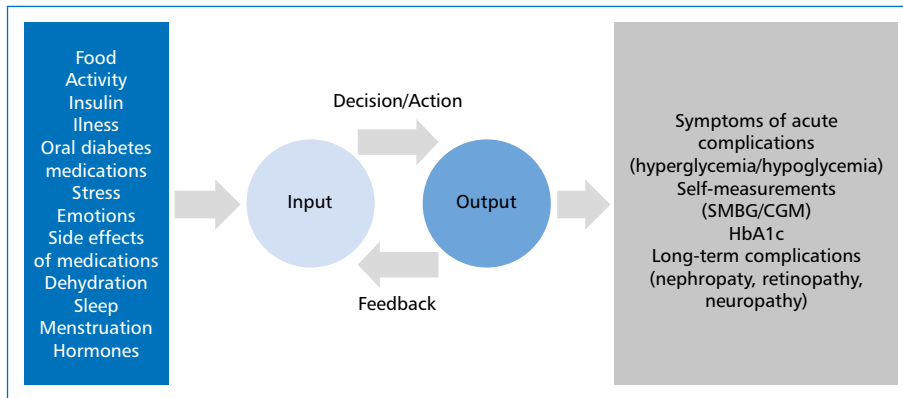 Food
Activity
Insulin
Ilness
Oral diabetes
medications
Stress
Emotions
Side effects
of medications
Dehydration
Sleep
Menstruation
Hormones
Input
Decision/Action
Feedback
Output
Symptoms of acute
complications
(hyperglycemia/hypoglycemia)
Self-measurements
(SMBG/CGM)
HbA1c
Long-term complications
(nephropaty, retinopathy,
neuropathy)